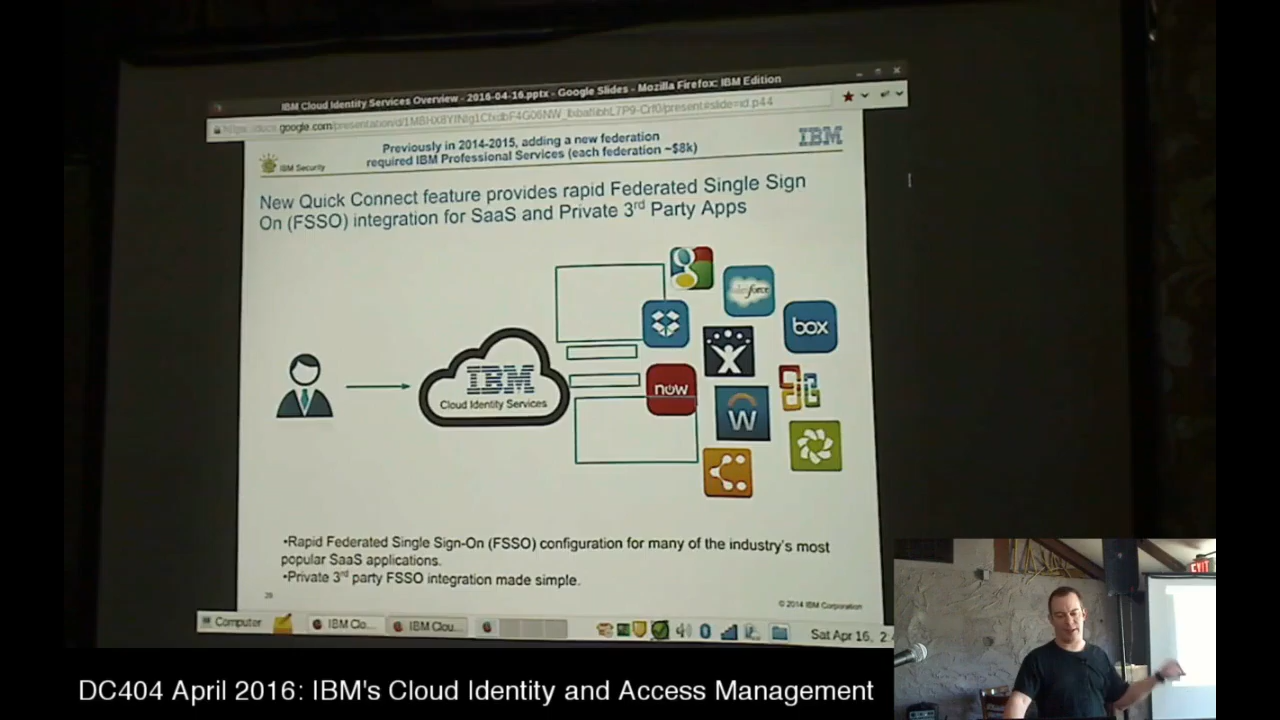 IBM Cloud Identity Services Overview - 2016-04-16.pptx - Google Slides - Mozilla Firefox: IBM Edition
Previously in 2014-2015, adding a new federation
required IBM Professional Services (each federation ~$8k)
IBM Security
IBM
New Quick Connect feature provides rapid Federated Single Sign
On (FSSO) integration for SaaS and Private 3rd Party Apps
salesforce
box
now
W
IBM
Cloud Identity Services
•Rapid Federated Single Sign-On (FSSO) configuration for many of the industry's most
popular SaaS applications.
•Private 3rd party FSSO integration made simple.
© 2014 IBM Corporation
Computer
IBM Clo...
IBM Clou...
Sat Apr 16, 2:
EXIT
DC404 April 2016: IBM's Cloud Identity and Access Management